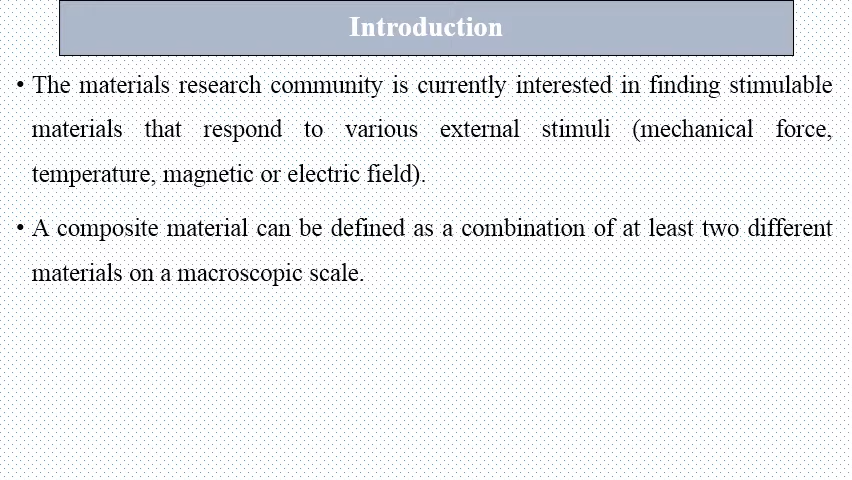 Introduction
• The materials research community is currently interested in finding stimulable
materials that respond to various external stimuli (mechanical force,
temperature, magnetic or electric field).
• A composite material can be defined as a combination of at least two different
materials on a macroscopic scale.